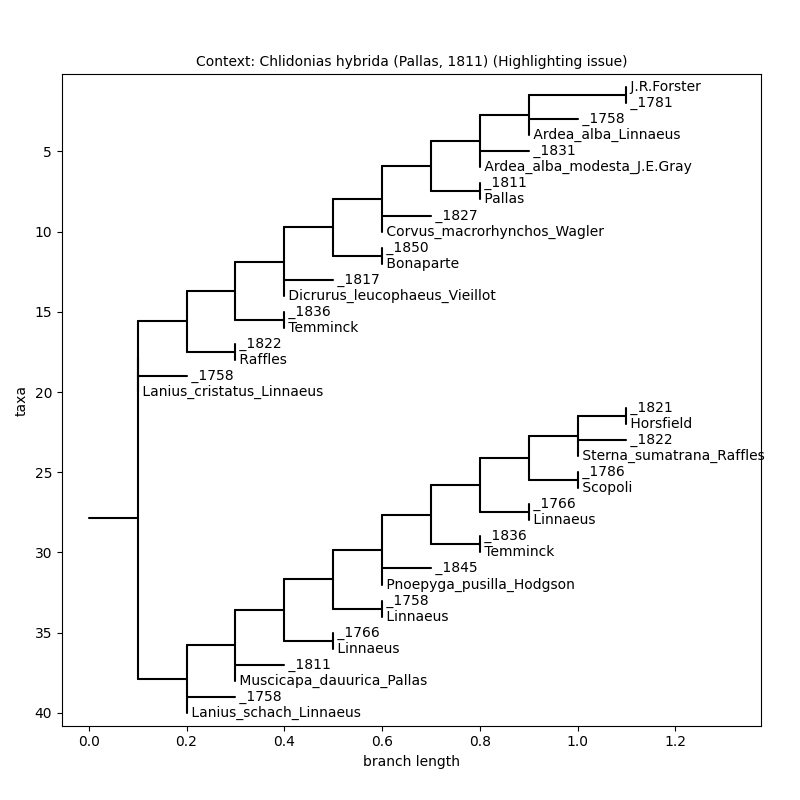 Context: Chlidonias hybrida (Pallas, 1811) (Highlighting issue)
J.R.Forster
_1781
_1758
Ardea_alba_Linnaeus
5
_1831
Ardea_alba_modesta_J.E.Gray
_1811
Pallas
_1827
10
Corvus_macrorhynchos_Wagler
_1850
Bonaparte
_1817
Dicrurus_leucophaeus_Vieillot
15
_1836
Temminck
_1822
Raffles
_1758
20
Lanius_cristatus_Linnaeus
taxa
_1821
Horsfield
_1822
Sterna_sumatrana_Raffles
25
_1786
Scopoli
_1766
Linnaeus
_1836
30
Temminck
_1845
Pnoepyga_pusilla_Hodgson
_1758
Linnaeus
35
_1766
Linnaeus
_1811
Muscicapa_dauurica_Pallas
_1758
40
Lanius_schach_Linnaeus
0.0 0.2 0.4 0.6 0.8 1.0 1.2
branch length